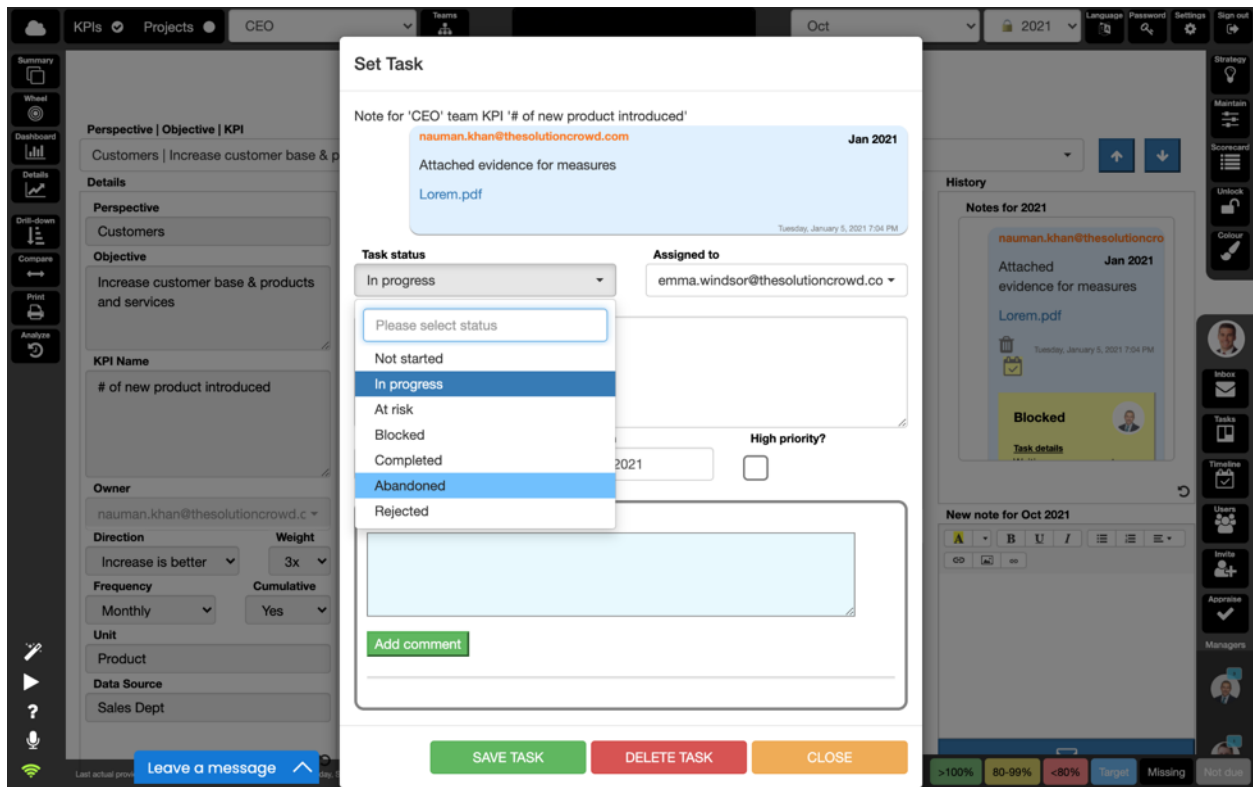 KPIs
Projects
CEO
Teams
Oct
2021
Language
Password
Settings
Sign out
Summary
Wheel
Dashboard
Details
Drill-down
Compare
Print
Analyze
Perspective | Objective | KPI
Customers | Increase customer base & p
Details
Perspective
Customers
Objective
Increase customer base & products
and services
KPI Name
# of new product introduced
Owner
nauman.khan@thesolutioncrowd.c
Direction
Weight
Increase is better
3x
Frequency
Cumulative
Monthly
Yes
Unit
Product
Data Source
Sales Dept
Last actual provi
Leave a message
day,
Set Task
Note for 'CEO' team KPI '# of new product introduced'
nauman.khan@thesolutioncrowd.com
Jan 2021
Attached evidence for measures
Lorem.pdf
Tuesday, January 5, 2021 7:04 PM
Task status
Assigned to
In progress
emma.windsor@thesolutioncrowd.co
Please select status
Not started
In progress
At risk
Blocked
Completed
Abandoned
Rejected
2021
High priority?
Add comment
SAVE TASK
DELETE TASK
CLOSE
History
Notes for 2021
nauman.khan@thesolutioncro
Attached
Jan 2021
evidence for measures
Lorem.pdf
Tuesday, January 5, 2021 7:04 PM
Blocked
Task details
New note for Oct 2021
A
B
U
I
>100%
80-99%
<80%
Target
Missing
Not due
Strategy
Maintain
Scorecard
Unlock
Colour
Inbox
Tasks
Timeline
Users
Invite
Appraise
Managers